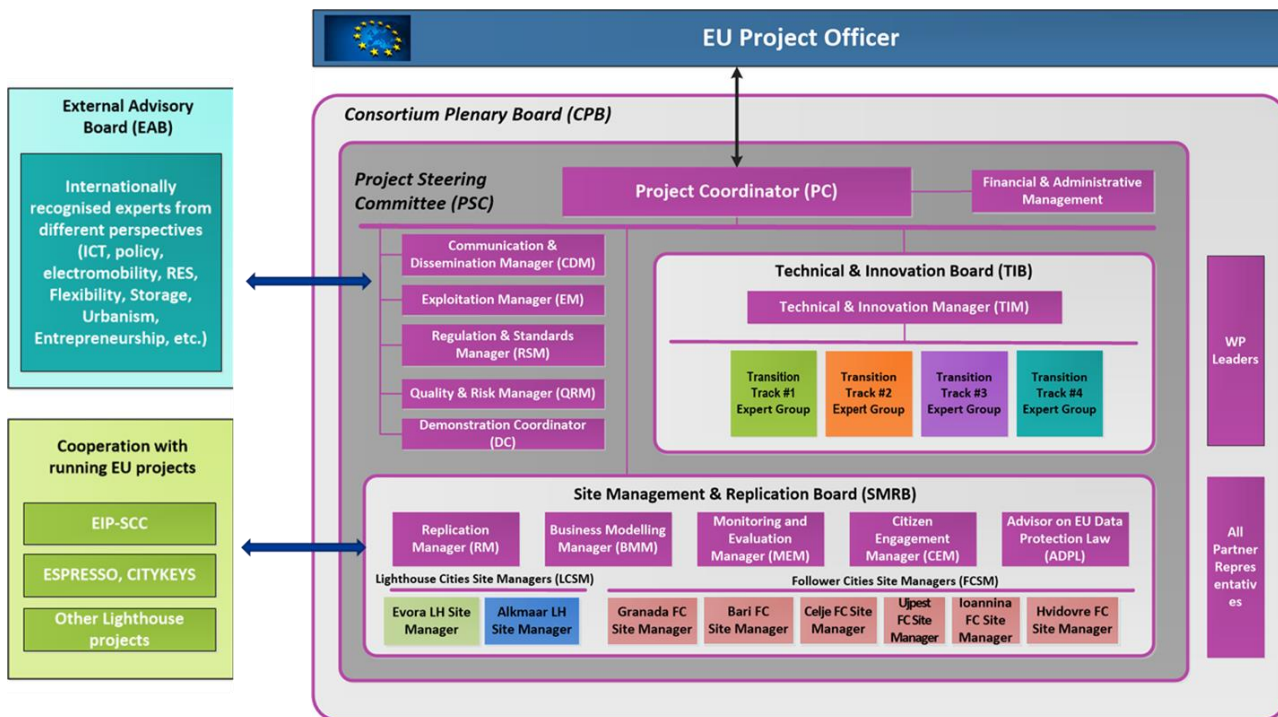 EU Project Officer
External Advisory
Board (EAB)
Internationally
recognised experts from
different perspectives
(ICT, policy,
electromobility, RES,
Flexibility, Storage,
Urbanism,
Entrepreneurship, etc.)
Cooperation with
running EU projects
EIP-SCC
ESPRESSO, CITYKEYS
Other Lighthouse
projects
Consortium Plenary Board (CPB)
Project Steering
Committee (PSC)
Project Coordinator (PC)
Financial & Administrative
Management
Communication &
Dissemination Manager (CDM)
Exploitation Manager (EM)
Regulation & Standards
Manager (RSM)
Quality & Risk Manager (QRM)
Demonstration Coordinator
(DC)
Technical & Innovation Board (TIB)
Technical & Innovation Manager (TIM)
Transition
Track #1
Expert Group
Transition
Track #2
Expert Group
Transition
Track #3
Expert Group
Transition
Track #4
Expert Group
Site Management & Replication Board (SMRB)
Replication
Manager (RM)
Business Modelling
Manager (BMM)
Monitoring and
Evaluation
Manager (MEM)
Citizen
Engagement
Manager (CEM)
Advisor on EU Data
Protection Law
(ADPL)
Lighthouse Cities Site Managers (LCSM)
Evora LH Site
Manager
Alkmaar LH
Site Manager
Follower Cities Site Managers (FCSM)
Granada FC
Site Manager
Bari FC
Site Manager
Celje FC Site
Manager
Ujpest
FC Site
Manager
Ioannina
FC Site
Manager
Hvidovre FC
Site Manager
WP
Leaders
All
Partner
Repres
entativ
es